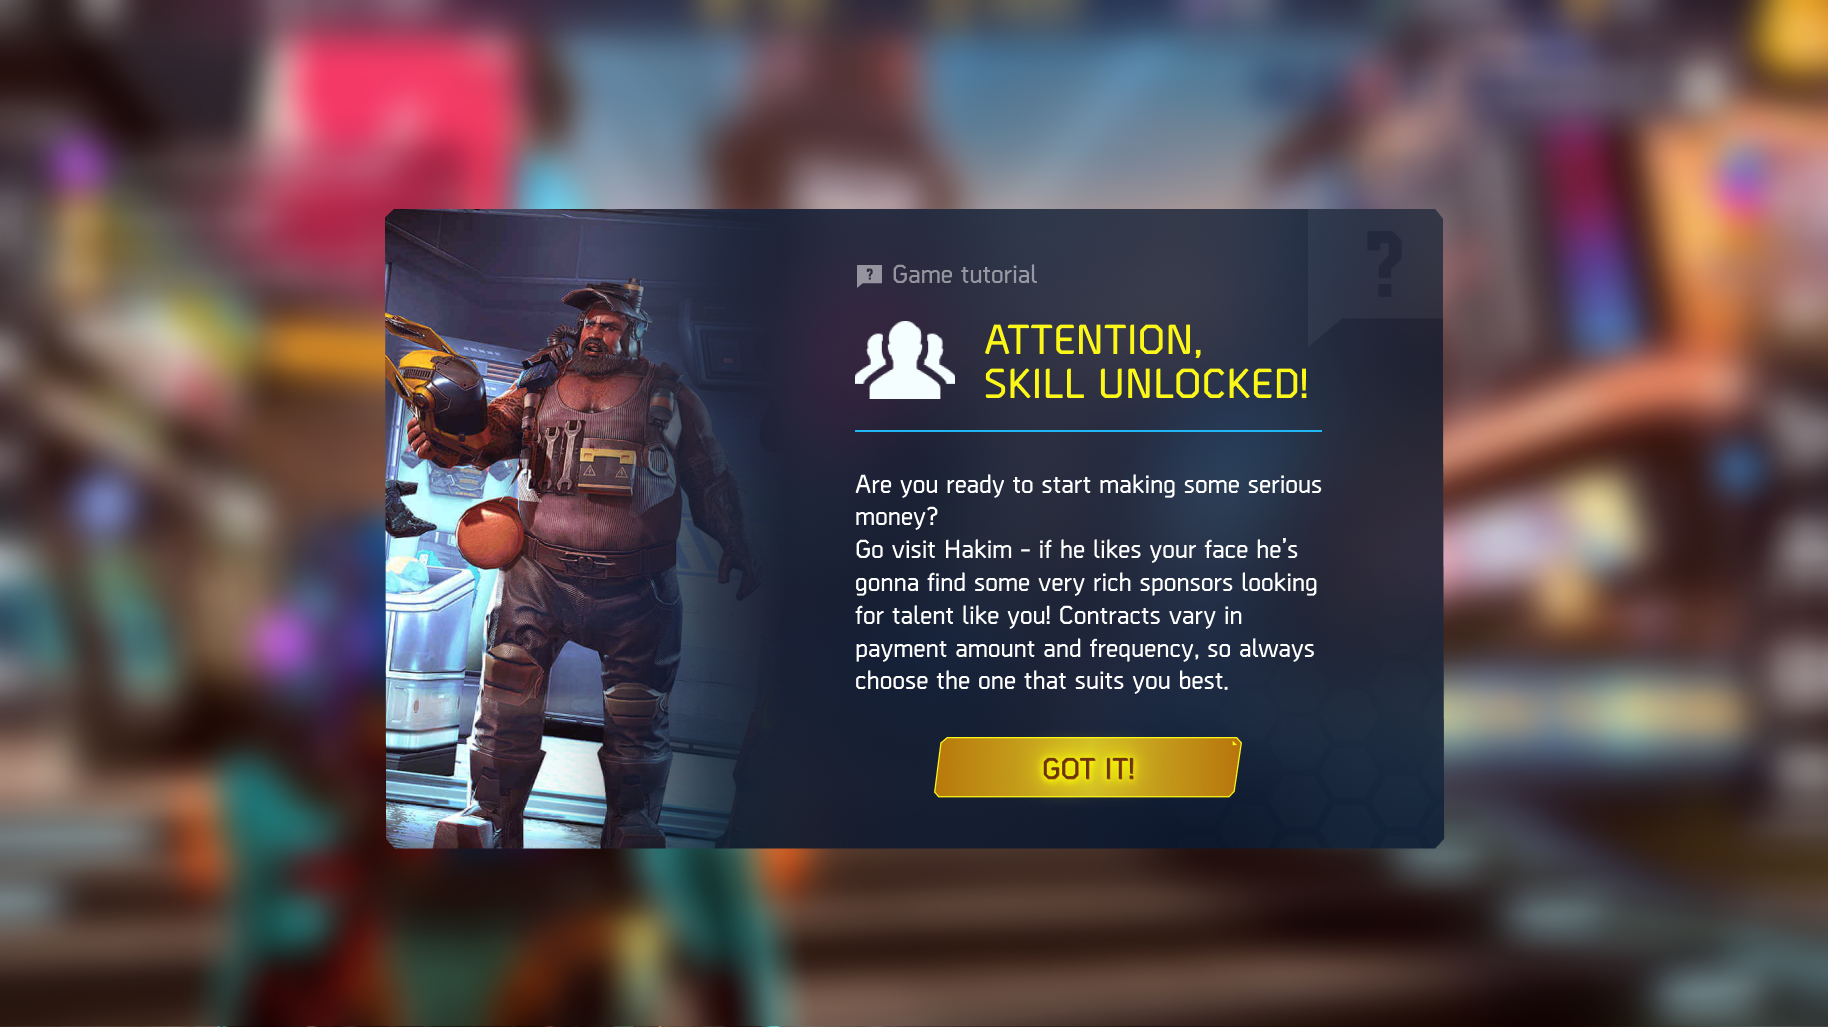 Game tutorial
ATTENTION,
SKILL UNLOCKED!
Are you ready to start making some serious
money?
Go visit Hakim - if he likes your face he's
gonna find some very rich sponsors looking
for talent like you! Contracts vary in
payment amount and frequency, so always
choose the one that suits you best.
GOT IT!